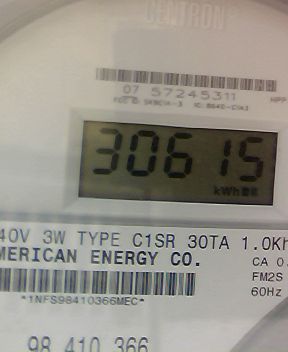 CENTRON
07 57245311
30615
kWh
40V 3W TYPE C1SR 30TA 1.0Kh
MERICAN ENERGY CO.
CA 0.
FM2S
60Hz
*1NFS98410366MEC*
98 410 366